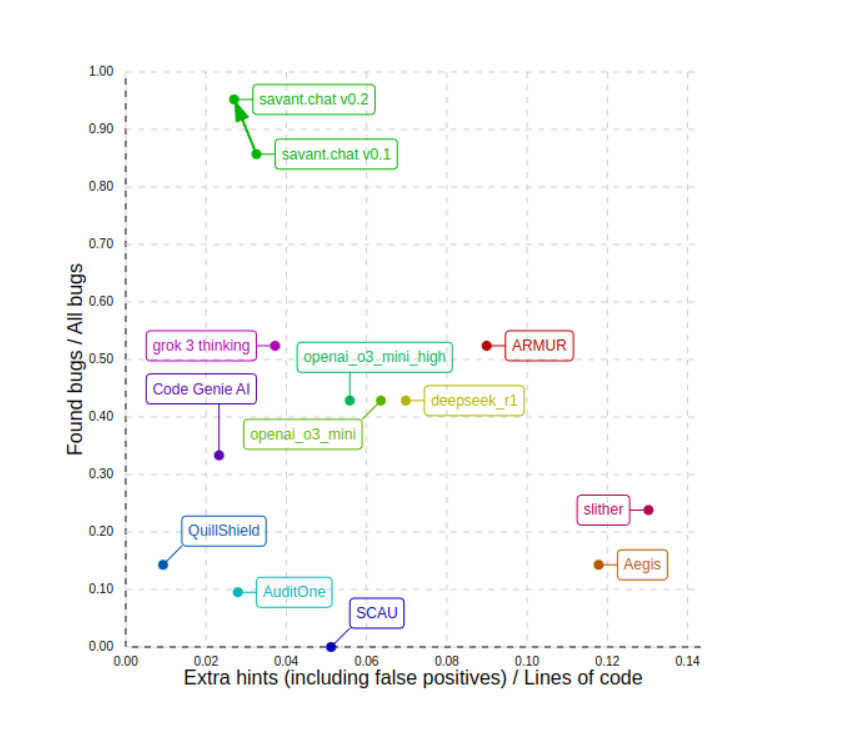 1.00
savant.chat v0.2
0.90
savant.chat v0.1
0.80
0.70
0.60
grok 3 thinking
ARMUR
openai_o3_mini_high
0.50
Code Genie AI
deepseek_r1
0.40
openai_o3_mini
0.30
slither
0.20
QuillShield
Aegis
0.10
AuditOne
SCAU
0.00
Found bugs / All bugs
0.00 0.02 0.04 0.06 0.08 0.10 0.12 0.14
Extra hints (including false positives) / Lines of code